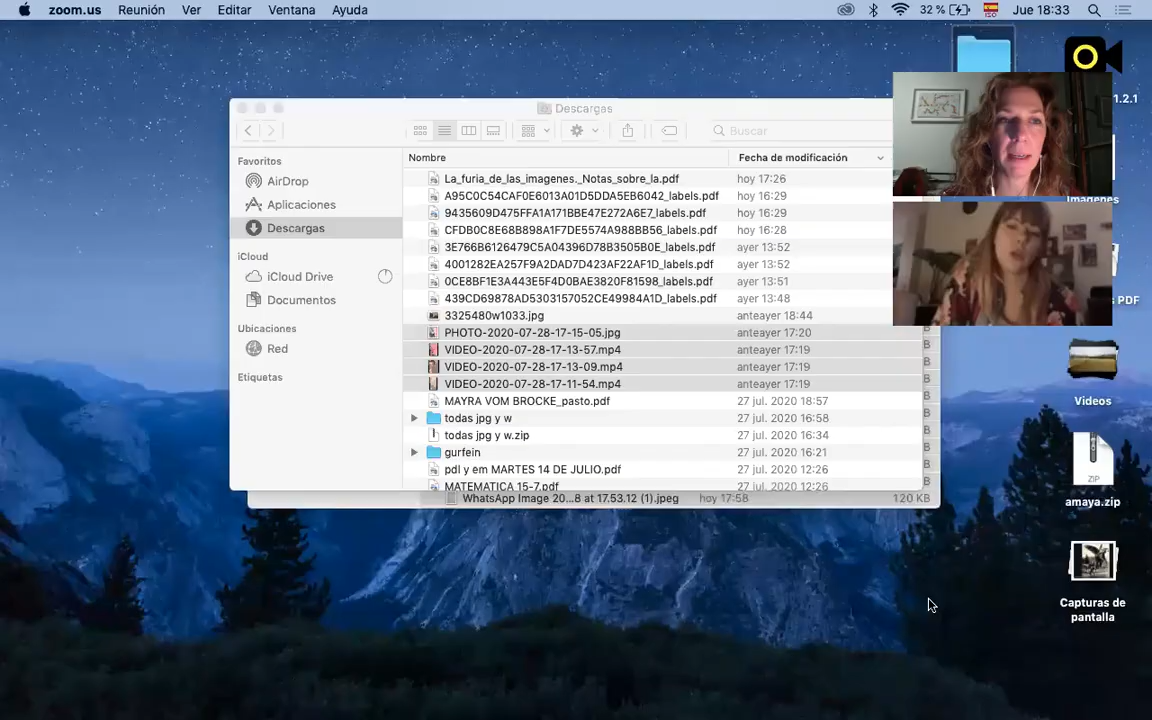 zoom.us Reunión Ver Editar Ventana Ayuda 32 % ISO Jue 18:33
Descargas
Buscar
Favoritos
AirDrop
Aplicaciones
Descargas
iCloud
iCloud Drive
Documentos
Ubicaciones
Red
Etiquetas
Nombre Fecha de modificación
La_furia_de_las_imagenes._Notas_sobre_la.pdf hoy 17:26
A95C0C54CAF0E6013A01D5DDA5EB6042_labels.pdf hoy 16:29
9435609D475FFA1A171BBE47E272A6E7_labels.pdf hoy 16:29
CFDB0C8E68B898A1F7DE5574A988BB56_labels.pdf hoy 16:28
3E766B6126479C5A04396D78B3505B0E_labels.pdf ayer 13:52
4001282EA257F9A2DAD7D423AF22AF1D_labels.pdf ayer 13:52
0CE8BF1E3A443E5F4D0BAE3820F81598_labels.pdf ayer 13:51
439CD69878AD5303157052CE49984A1D_labels.pdf ayer 13:48
3325480w1033.jpg anteayer 18:44
PHOTO-2020-07-28-17-15-05.jpg anteayer 17:20
VIDEO-2020-07-28-17-13-57.mp4 anteayer 17:19
VIDEO-2020-07-28-17-13-09.mp4 anteayer 17:19
VIDEO-2020-07-28-17-11-54.mp4 anteayer 17:19
MAYRA VOM BROCKE_pasto.pdf 27 jul. 2020 18:57
todas jpg y w 27 jul. 2020 16:58
todas jpg y w.zip 27 jul. 2020 16:34
gurfein 27 jul. 2020 16:21
pdl y em MARTES 14 DE JULIO.pdf 27 jul. 2020 12:26
MATEMATICA 15-7.pdf 27 jul. 2020 12:26
WhatsApp Image 20...8 at 17.53.12 (1).jpeg hoy 17:58 120 KB
1.2.1
PDF
Videos
ZIP
amaya.zip
Capturas de
pantalla